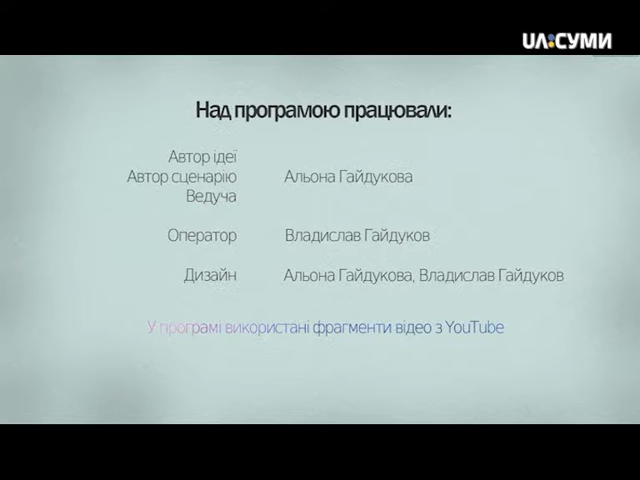 UA:СУМИ
Над програмою працювали:
Автор ідеї
Автор сценарію Альона Гайдукова
Ведуча
Оператор Владислав Гайдуков
Дизайн Альона Гайдукова, Владислав Гайдуков
У програмі використані фрагменти відео з YouTube